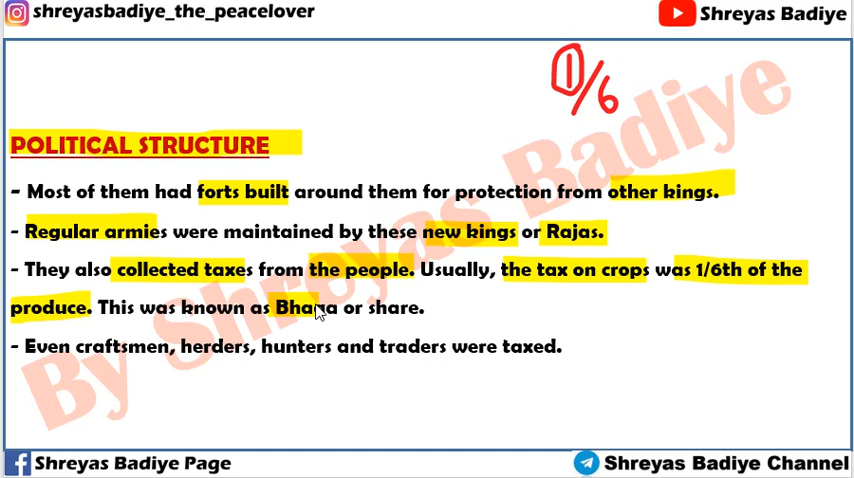 shreyasbadiye_the_peacelover
Shreyas Badiye
1/6
POLITICAL STRUCTURE
- Most of them had forts built around them for protection from other kings.
- Regular armies were maintained by these new kings or Rajas.
- They also collected taxes from the people. Usually, the tax on crops was 1/6th of the
produce. This was known as Bhaga or share.
- Even craftsmen, herders, hunters and traders were taxed.
By Shreyas Badiye
Shreyas Badiye Page
Shreyas Badiye Channel